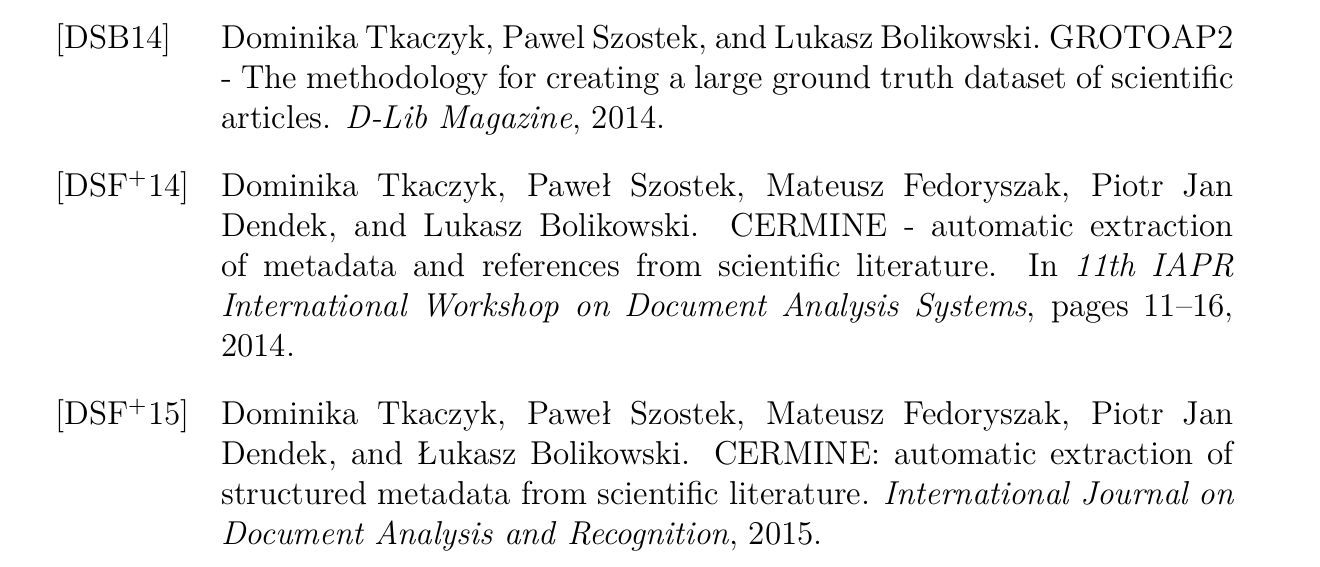 [DSB14] Dominika Tkaczyk, Pawel Szostek, and Lukasz Bolikowski. GROTOAP2
- The methodology for creating a large ground truth dataset of scientific
articles. D-Lib Magazine, 2014.
[DSF+14] Dominika Tkaczyk, Paweł Szostek, Mateusz Fedoryszak, Piotr Jan
Dendek, and Lukasz Bolikowski. CERMINE - automatic extraction
of metadata and references from scientific literature. In 11th IAPR
International Workshop on Document Analysis Systems, pages 11–16,
2014.
[DSF+15] Dominika Tkaczyk, Paweł Szostek, Mateusz Fedoryszak, Piotr Jan
Dendek, and Łukasz Bolikowski. CERMINE: automatic extraction of
structured metadata from scientific literature. International Journal on
Document Analysis and Recognition, 2015.